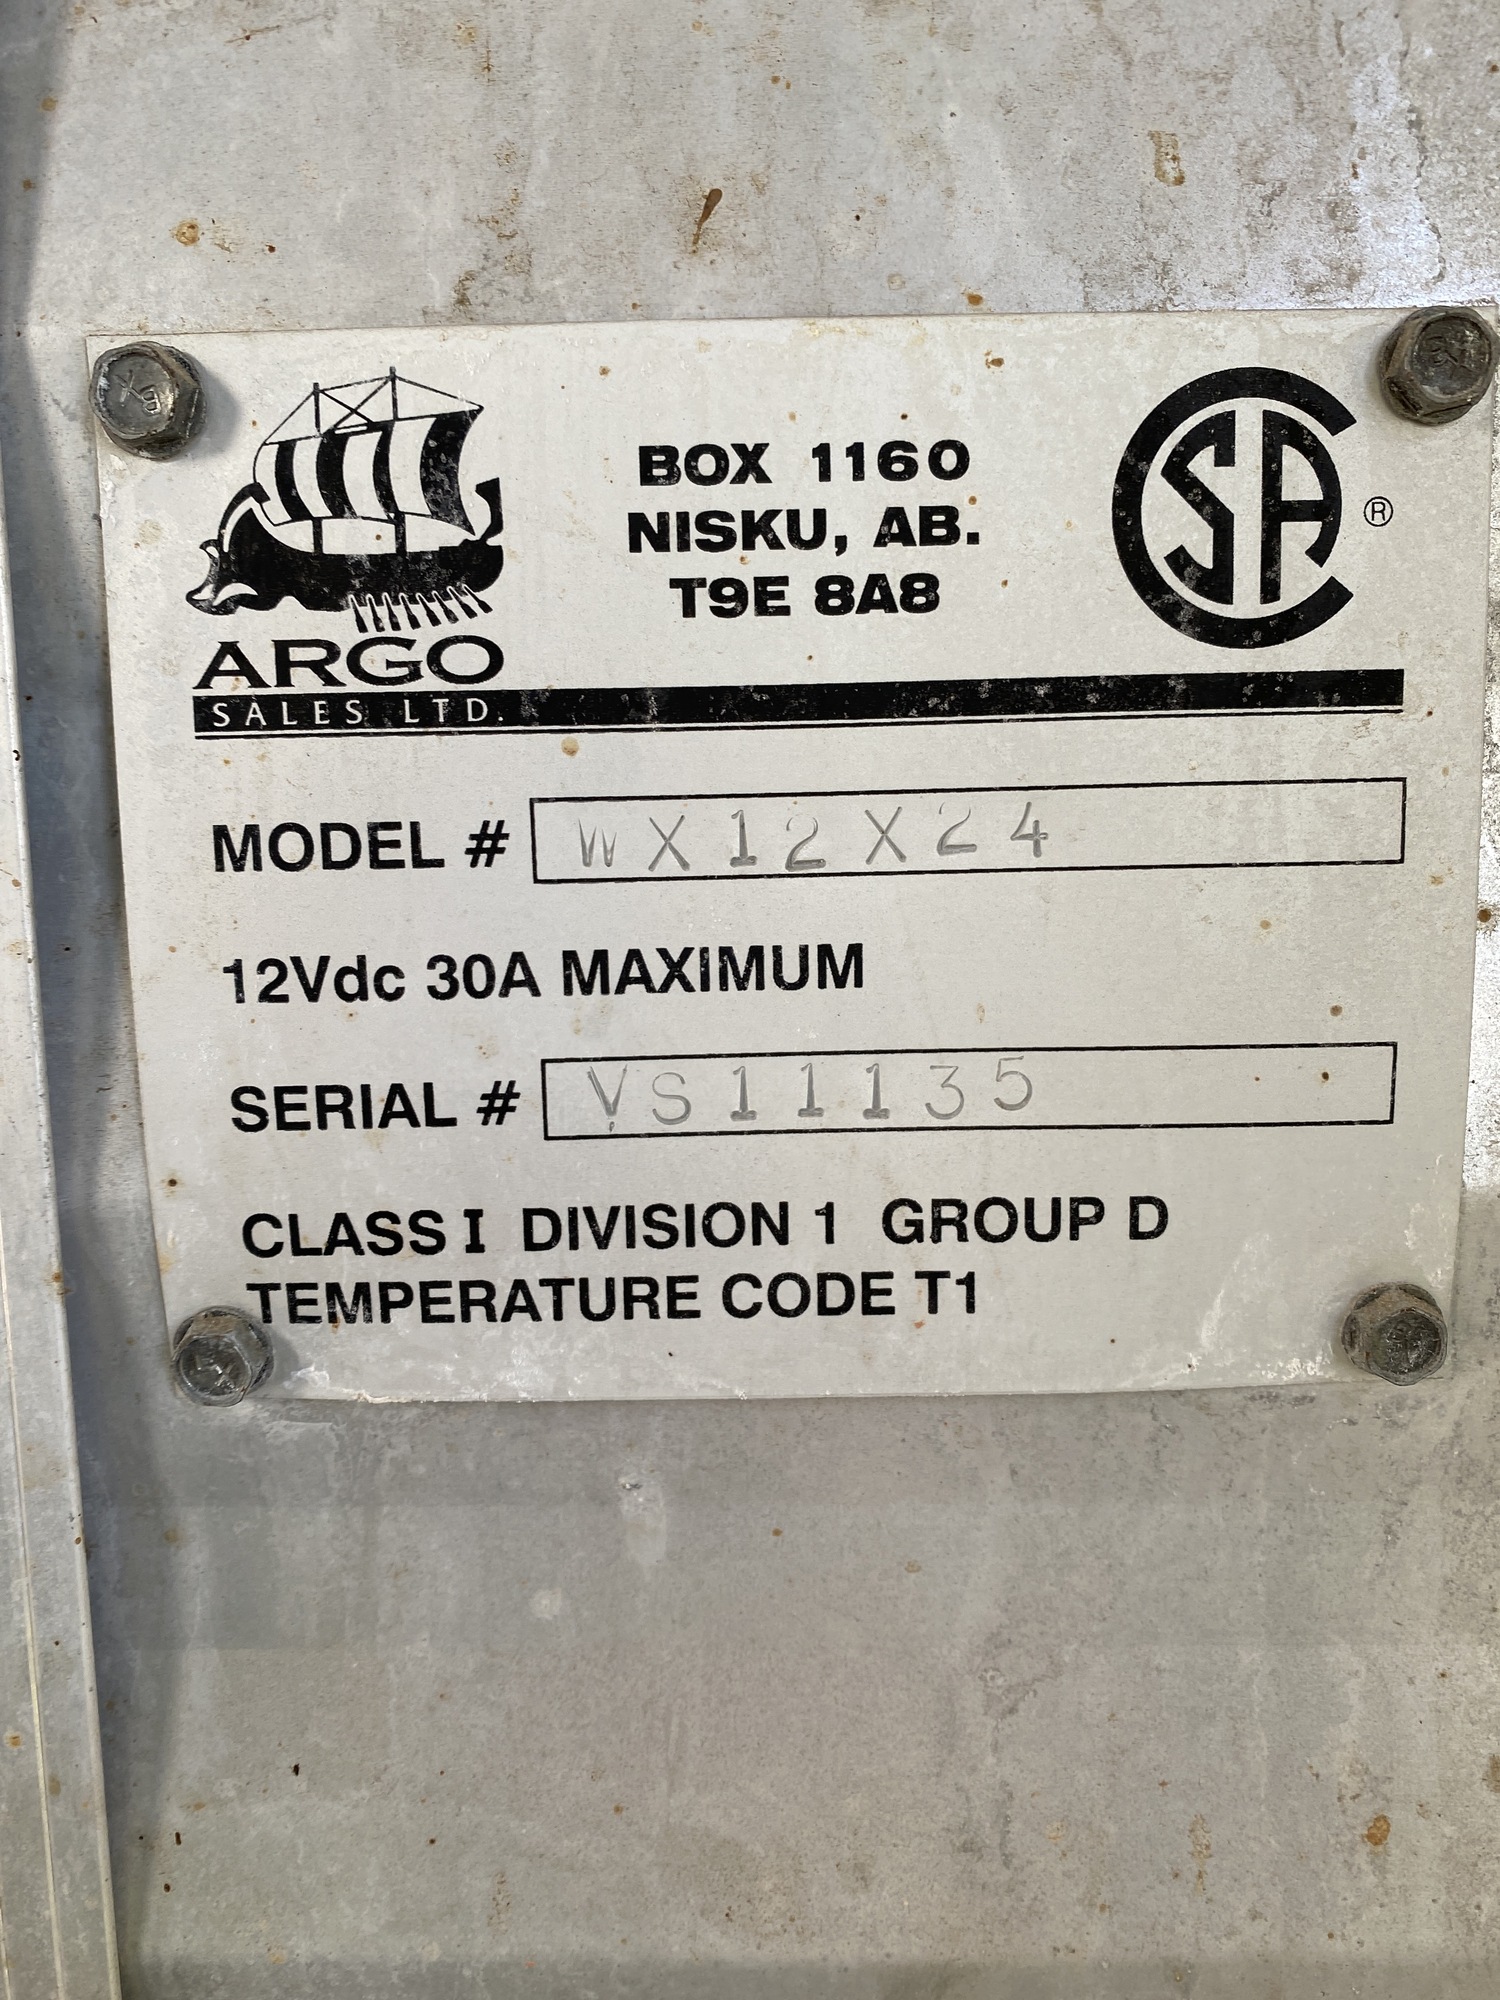 BOX 1160
NISKU, AB.
T9E 8A8
CSA ®
ARGO
SALES LTD.
MODEL # WX12X24
12Vdc 30A MAXIMUM
SERIAL # VS11135
CLASS I DIVISION 1 GROUP D
TEMPERATURE CODE T1